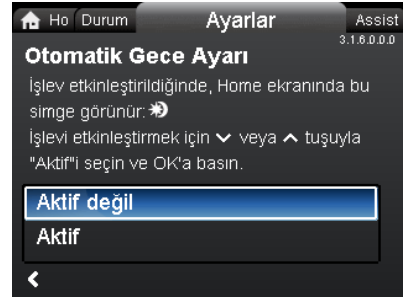 Ho Durum Ayarlar Assist
3.1.6.0.0.0
Otomatik Gece Ayarı
İşlev etkinleştirildiğinde, Home ekranında bu
simge görünür:
İşlevi etkinleştirmek için veya tuşuyla
"Aktif"i seçin ve OK'a basın.
Aktif değil
Aktif